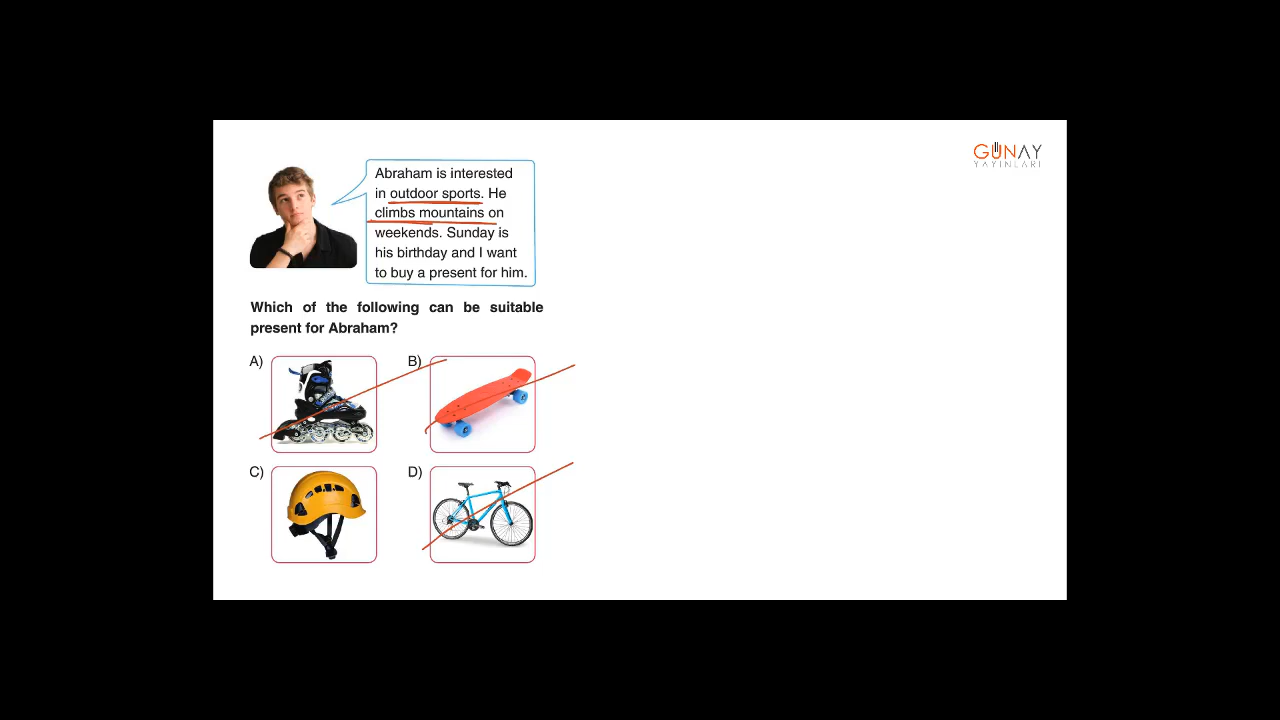 GÜNAY
YAYINLARI
Abraham is interested
in outdoor sports. He
climbs mountains on
weekends. Sunday is
his birthday and I want
to buy a present for him.
Which of the following can be suitable
present for Abraham?
A)
B)
C)
D)